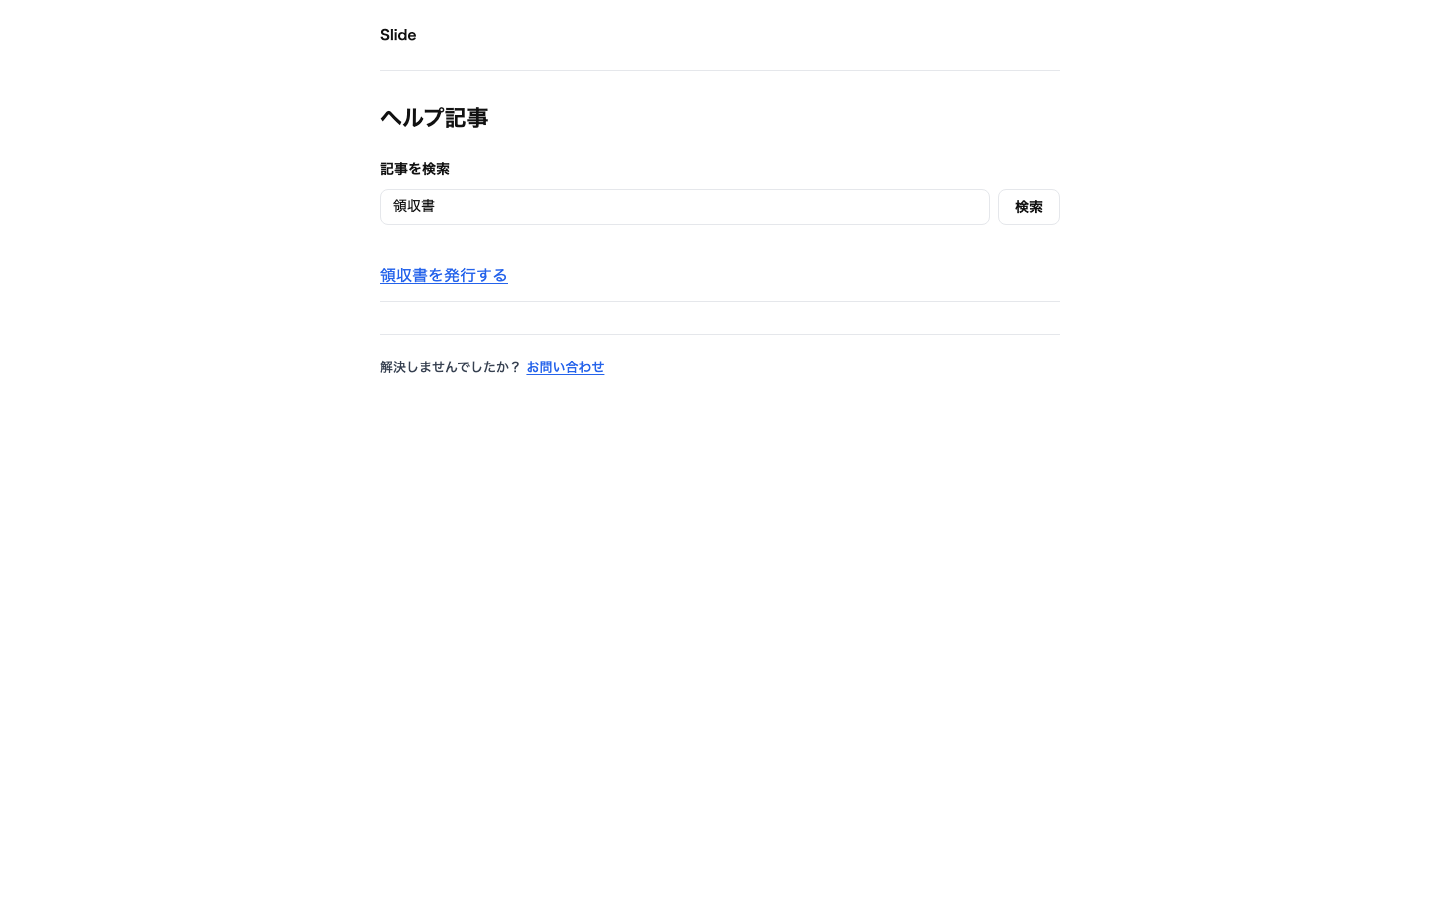 Slide
ヘルプ記事
記事を検索
領収書
検索
領収書を発行する
解決しませんでしたか？ お問い合わせ